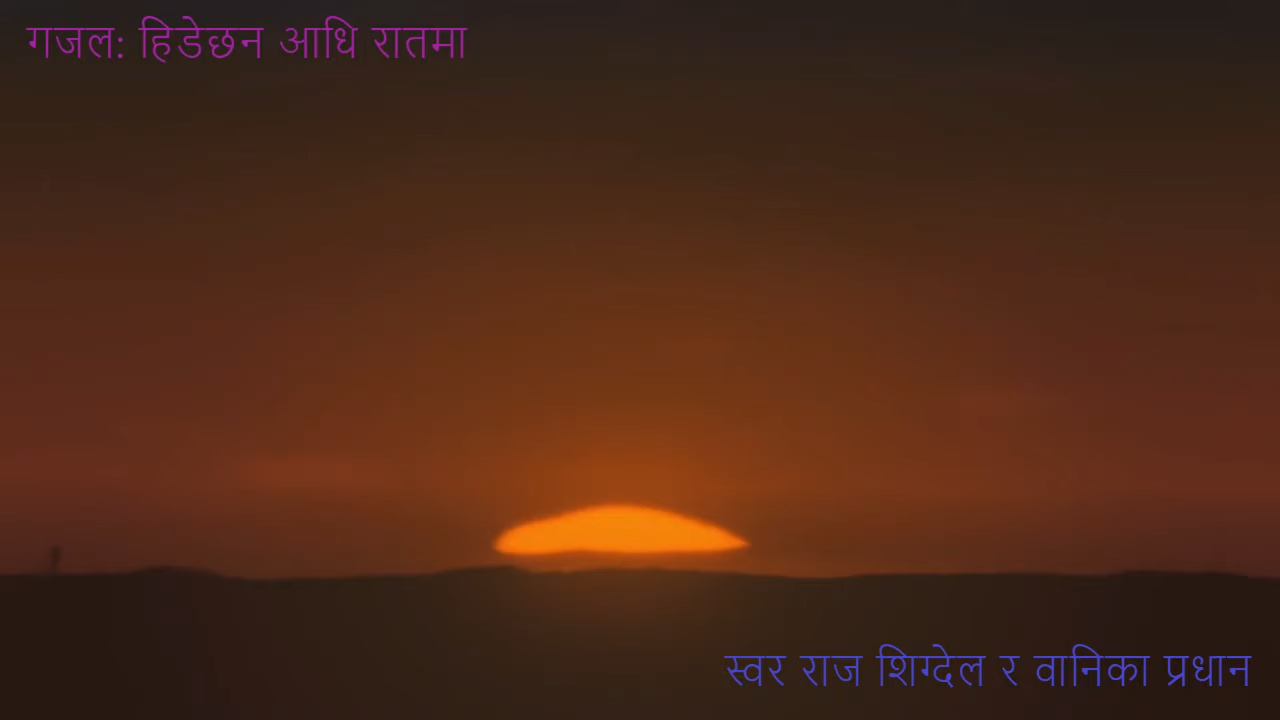 गजल: हिडेछन आधि रातमा
स्वर राज शिग्देल र वानिका प्रधान